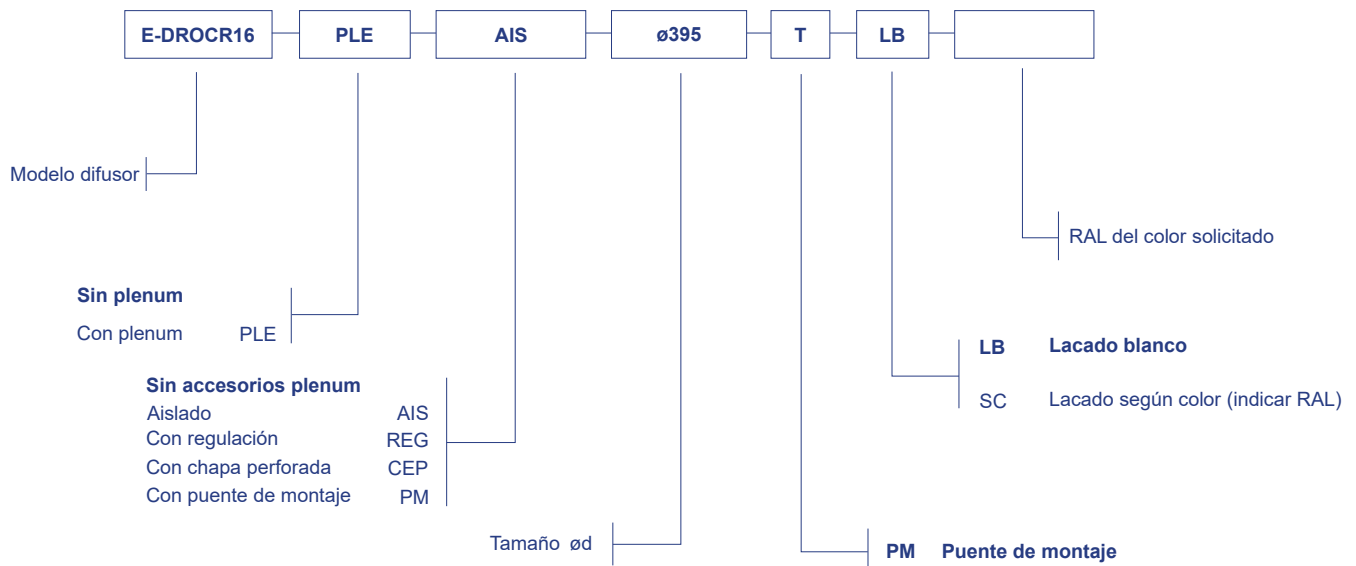 E-DROCR16 PLE AIS ø395 T LB
Modelo difusor
RAL del color solicitado
Sin plenum
Con plenum PLE
LB Lacado blanco
SC Lacado según color (indicar RAL)
Sin accesorios plenum
Aislado AIS
Con regulación REG
Con chapa perforada CEP
Con puente de montaje PM
Tamaño ød
PM Puente de montaje